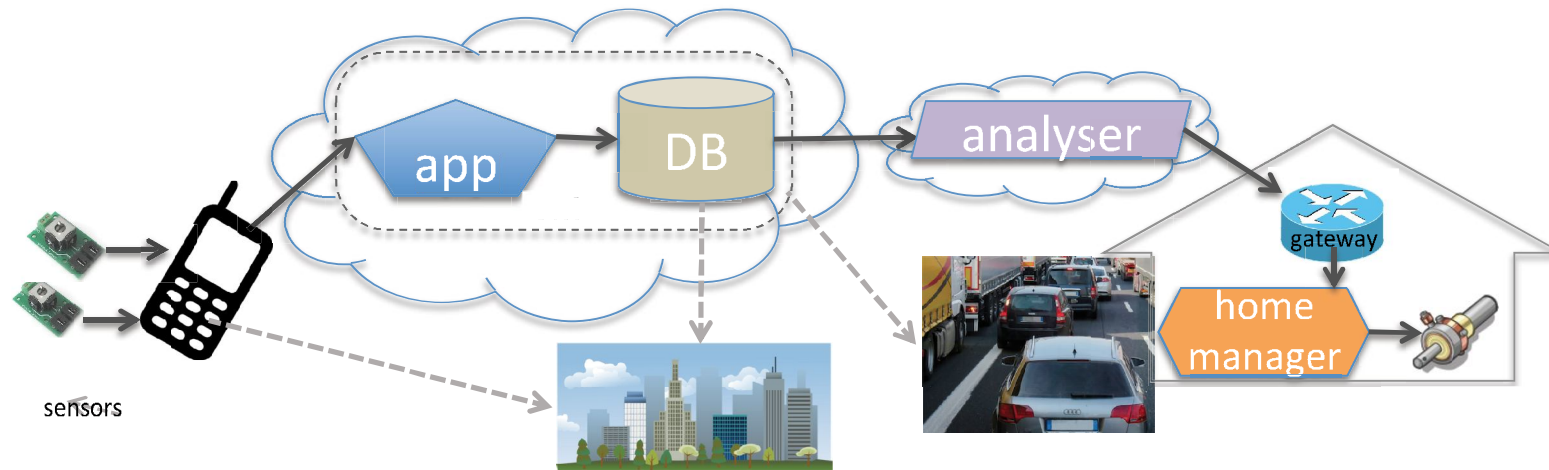 app
DB
analyser
gateway
home
manager
sensors